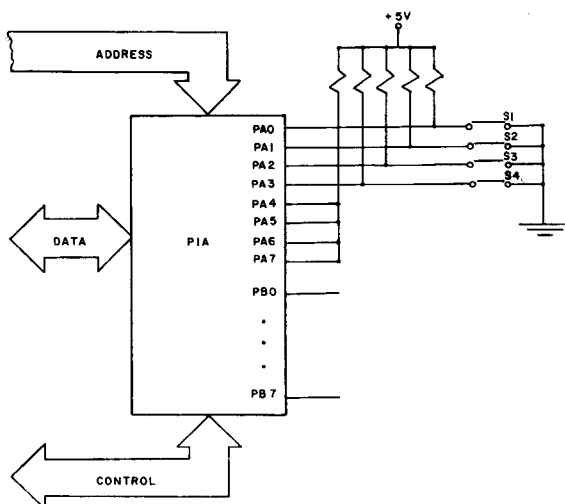 +5V
ADDRESS
PA0
S1
PA1
S2
PA2
S3
PA3
S4
PA4
PA5
DATA
PIA
PA6
PA7
PB0
PB7
CONTROL